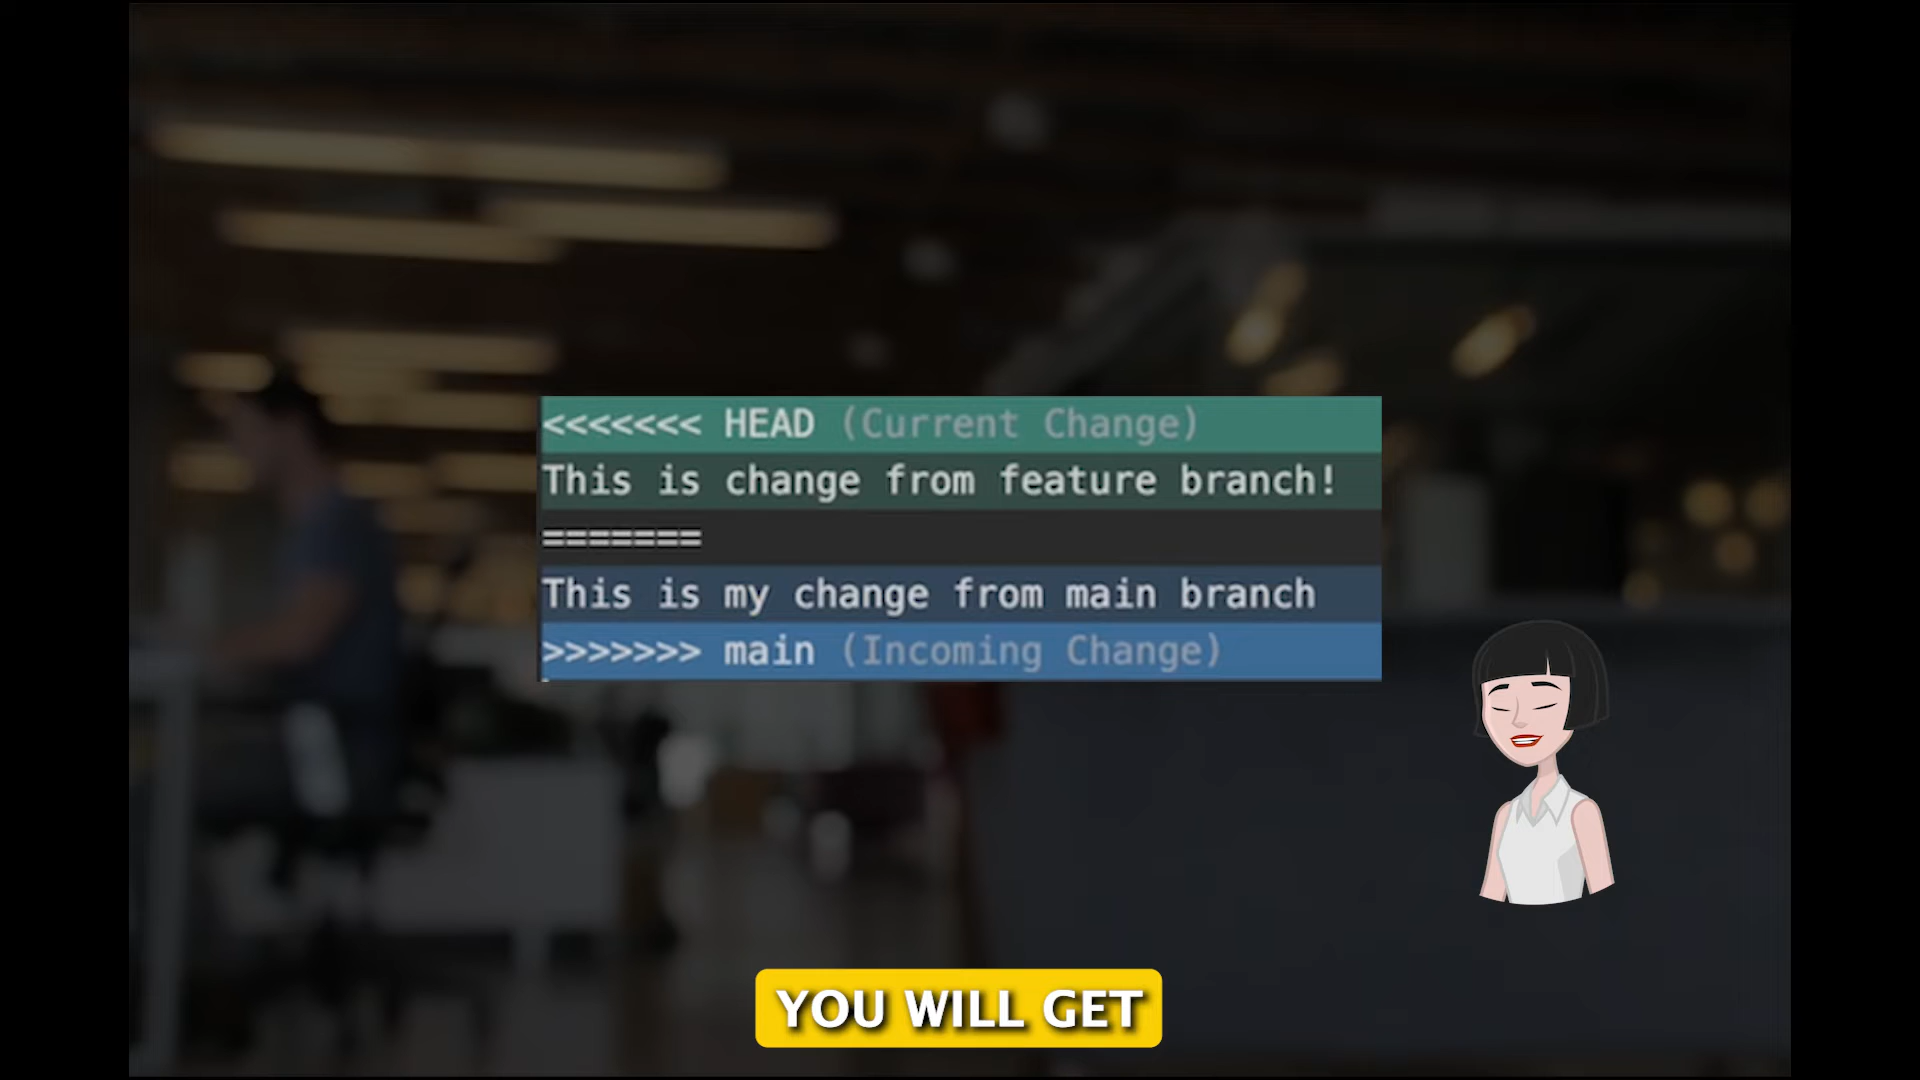 <<<<<<< HEAD (Current Change)
This is change from feature branch!
=======
This is my change from main branch
>>>>>>> main (Incoming Change)
YOU WILL GET